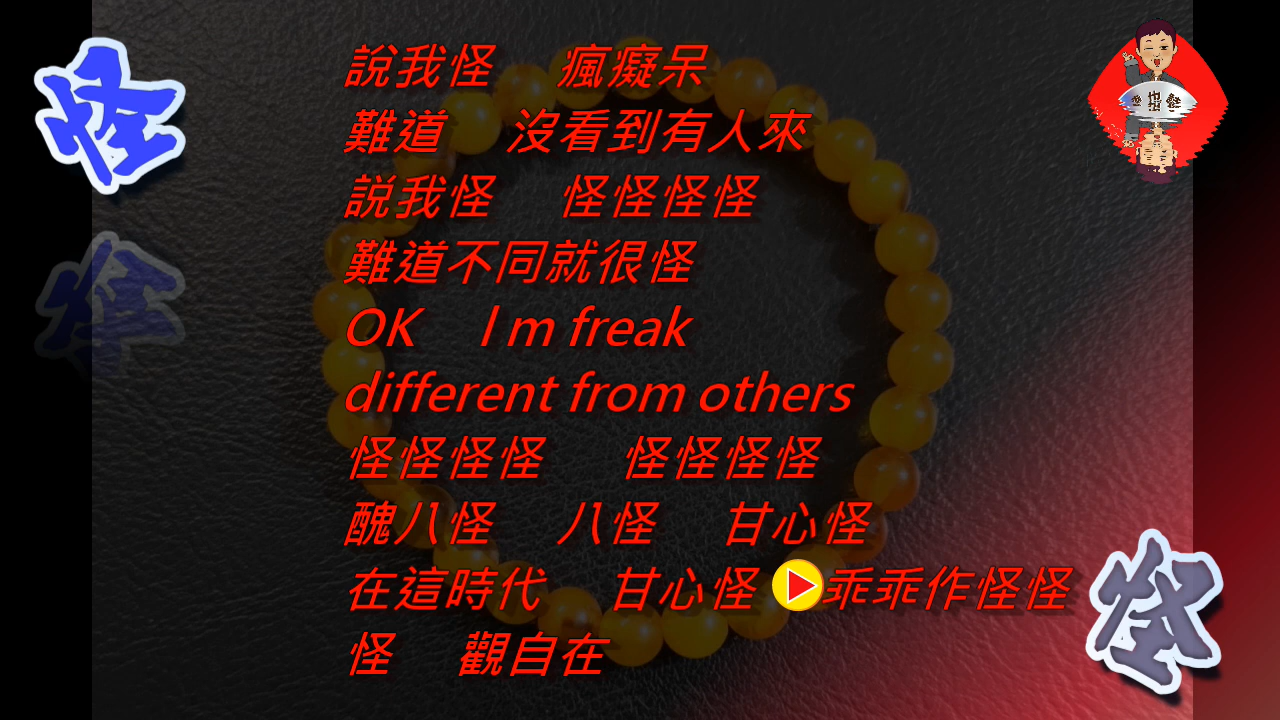 怪
說我怪 瘋癡呆
難道 沒看到有人來
説我怪 怪怪怪怪
難道不同就很怪
OK I m freak
different from others
怪怪怪怪 怪怪怪怪
醜八怪 八怪 甘心怪
在這時代 甘心怪 乖乖作怪怪
怪 觀自在
怪